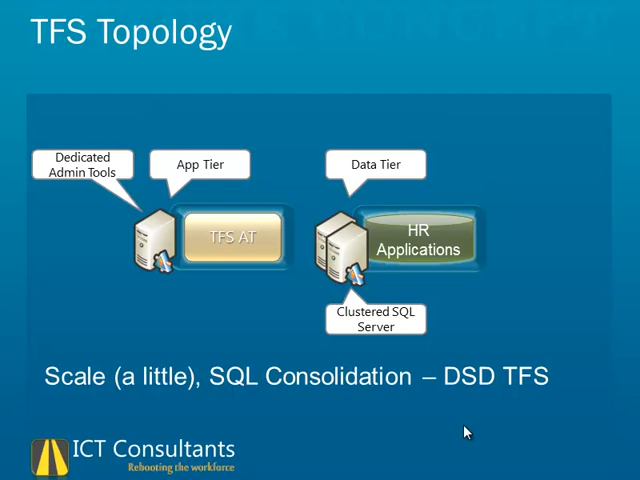 TFS Topology
Dedicated
Admin Tools
App Tier
Data Tier
TFS AT
HR
Applications
Clustered SQL
Server
Scale (a little), SQL Consolidation – DSD TFS
ICT Consultants
Rebooting the workforce